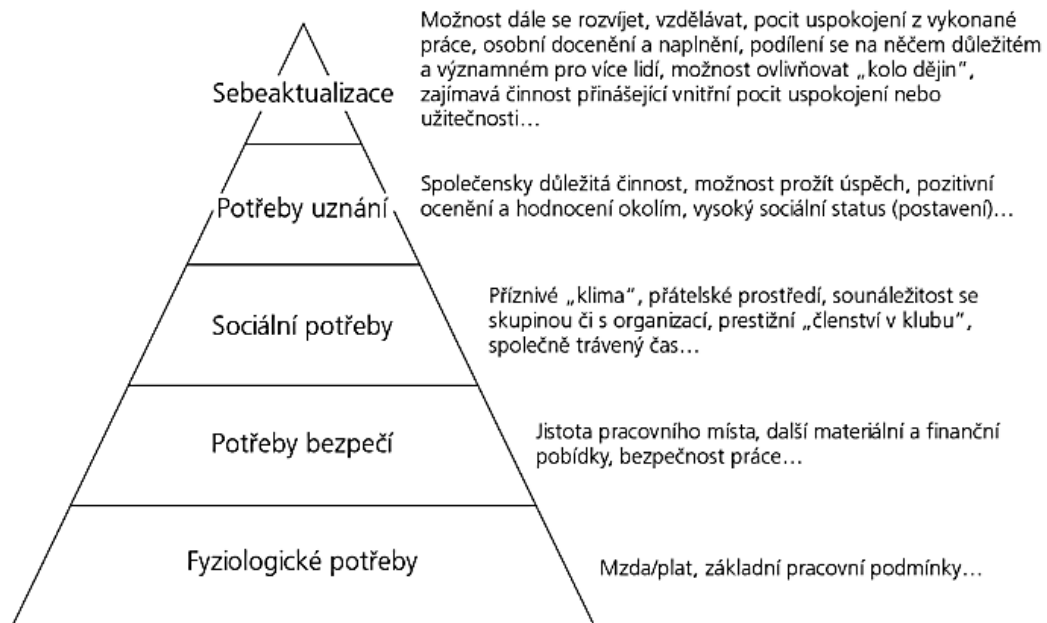 Možnost dále se rozvíjet, vzdělávat, pocit uspokojení z vykonané
práce, osobní docenění a naplnění, podílení se na něčem důležitém
a významném pro více lidí, možnost ovlivňovat „kolo dějin“,
zajímavá činnost přinášející vnitřní pocit uspokojení nebo
užitečnosti…
Sebeaktualizace
Společensky důležitá činnost, možnost prožít úspěch, pozitivní
ocenění a hodnocení okolím, vysoký sociální status (postavení)…
Potřeby uznání
Příznivé „klima“, přátelské prostředí, sounáležitost se
skupinou či s organizací, prestižní „členství v klubu“,
společně trávený čas…
Sociální potřeby
Jistota pracovního místa, další materiální a finanční
pobídky, bezpečnost práce…
Potřeby bezpečí
Fyziologické potřeby
Mzda/plat, základní pracovní podmínky…